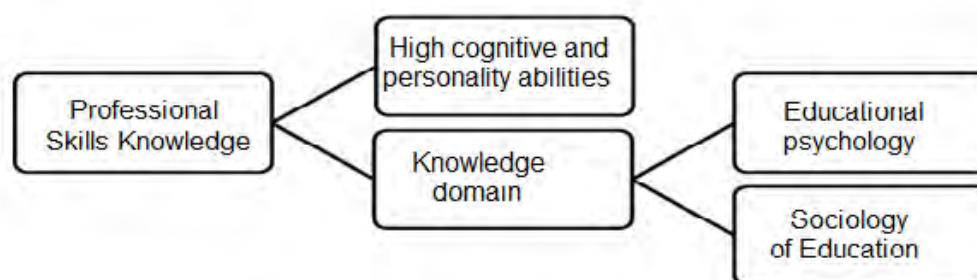 Professional
Skills Knowledge
High cognitive and
personality abilities
Knowledge
domain
Educational
psychology
Sociology
of Education